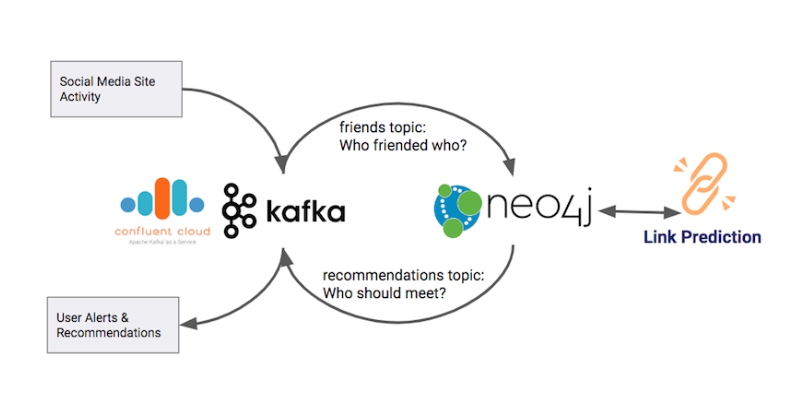 Social Media Site
Activity
friends topic:
Who friended who?
confluent cloud
Apache Kafka as a Service
kafka
neo4j
Link Prediction
recommendations topic:
Who should meet?
User Alerts &
Recommendations